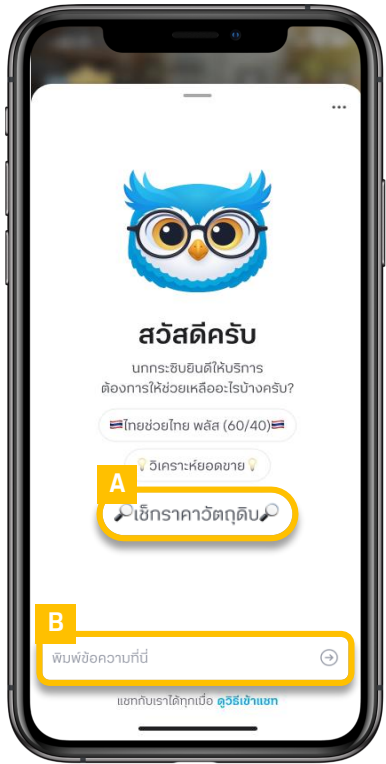 สวัสดีครับ
นกกระซิบยินดีให้บริการ
ต้องการให้ช่วยเหลืออะไรบ้างครับ?
🇹🇭ไทยช่วยไทย พลัส (60/40)🇹🇭
💡วิเคราะห์ยอดขาย💡
A
🔎เช็กราคาวัตถุดิบ🔎
B
พิมพ์ข้อความที่นี่
แชทกับเราได้ทุกเมื่อ ดูวิธีเข้าแชท